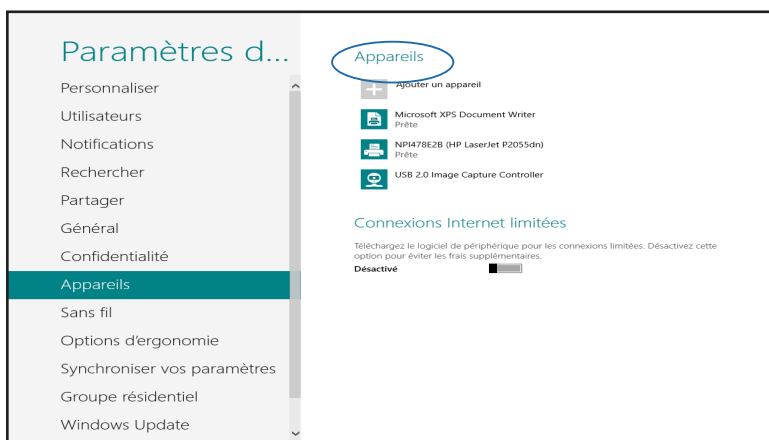 Paramètres d...
Personnaliser
Utilisateurs
Notifications
Rechercher
Partager
Général
Confidentialité
Appareils
Sans fil
Options d'ergonomie
Synchroniser vos paramètres
Groupe résidentiel
Windows Update
Appareils
Ajouter un appareil
Microsoft XPS Document Writer
Prête
NPI478E2B (HP LaserJet P2055dn)
Prête
USB 2.0 Image Capture Controller
Connexions Internet limitées
Téléchargez le logiciel de périphérique pour les connexions limitées. Désactivez cette
option pour éviter les frais supplémentaires.
Désactivé